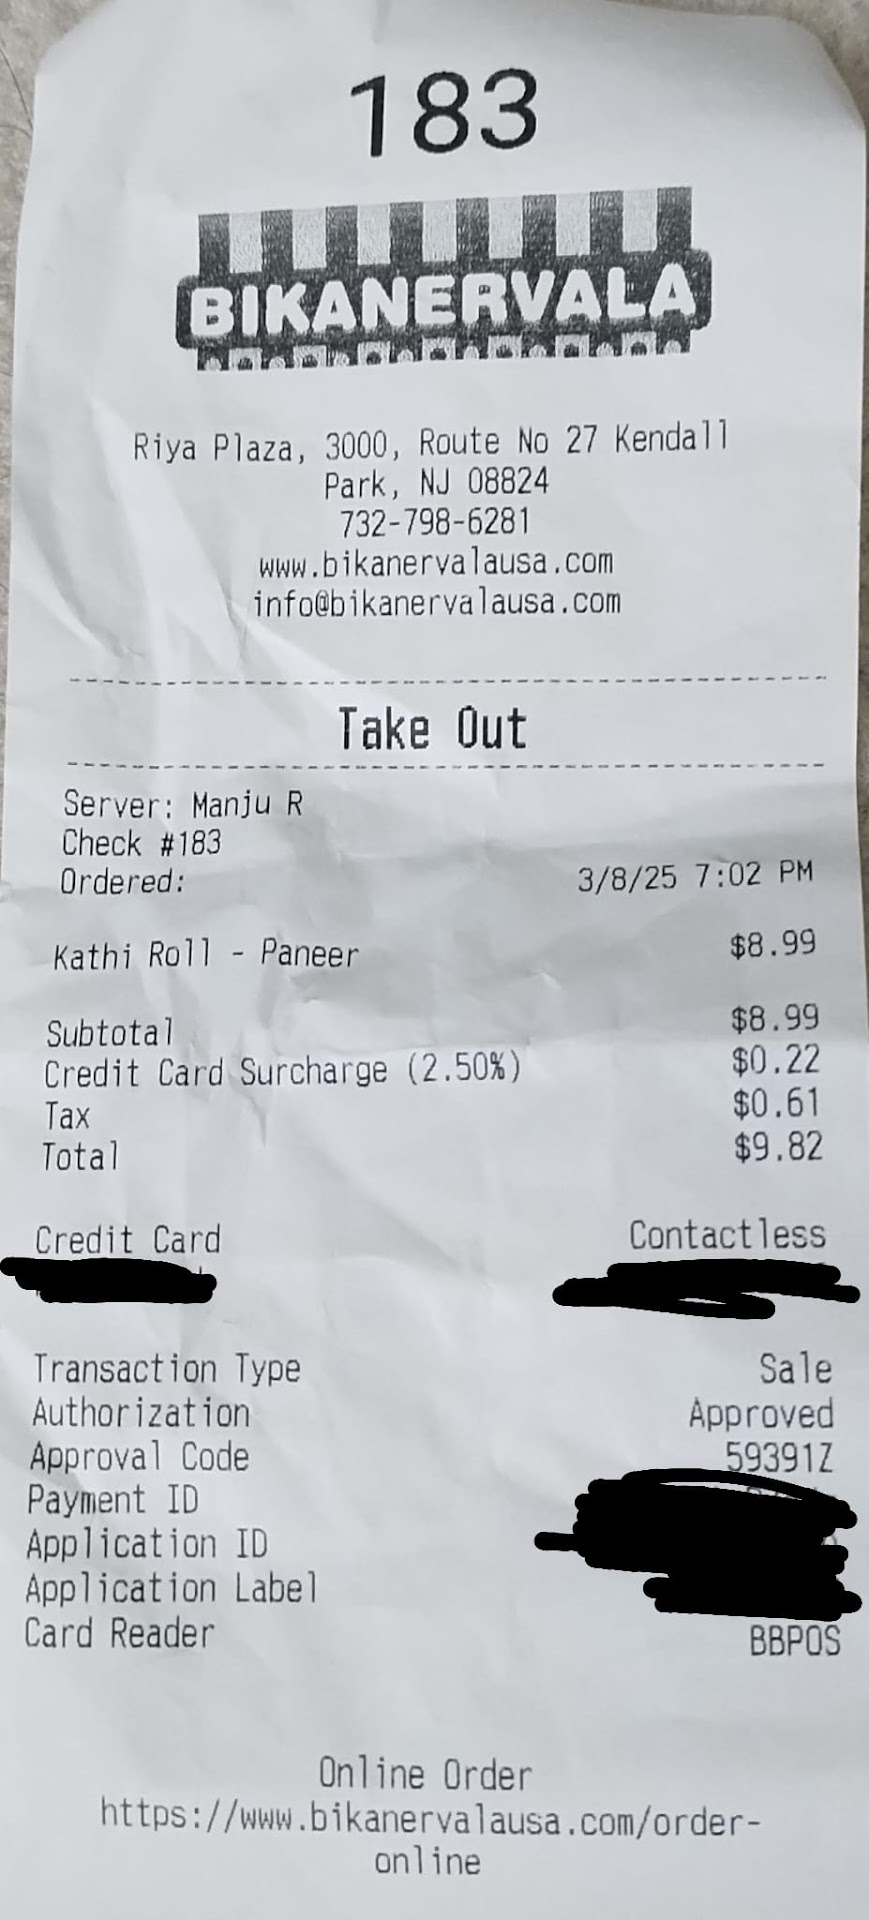 183
BIKANERVALA
Riya Plaza, 3000, Route No 27 Kendall
Park, NJ 08824
732-798-6281
www.bikanervalausa.com
info@bikanervalausa.com
Take Out
Server: Manju R
Check #183
Ordered: 3/8/25 7:02 PM
Kathi Roll - Paneer $8.99
Subtotal $8.99
Credit Card Surcharge (2.50%) $0.22
Tax $0.61
Total $9.82
Credit Card Contactless
Transaction Type Sale
Authorization Approved
Approval Code 59391Z
Payment ID
Application ID
Application Label
Card Reader BBPOS
Online Order
https://www.bikanervalausa.com/order-
online